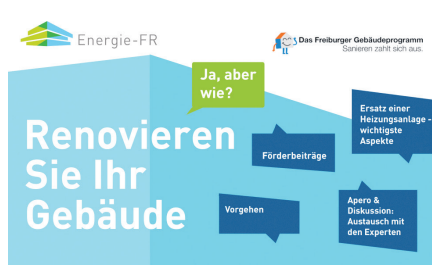 Energie-FR
Das Freiburger Gebäudeprogramm
Sanieren zahlt sich aus.
Ja, aber
wie?
Renovieren
Sie Ihr
Gebäude
Förderbeiträge
Ersatz einer
Heizungsanlage -
wichtigste
Aspekte
Vorgehen
Apero &
Diskussion:
Austausch mit
den Experten